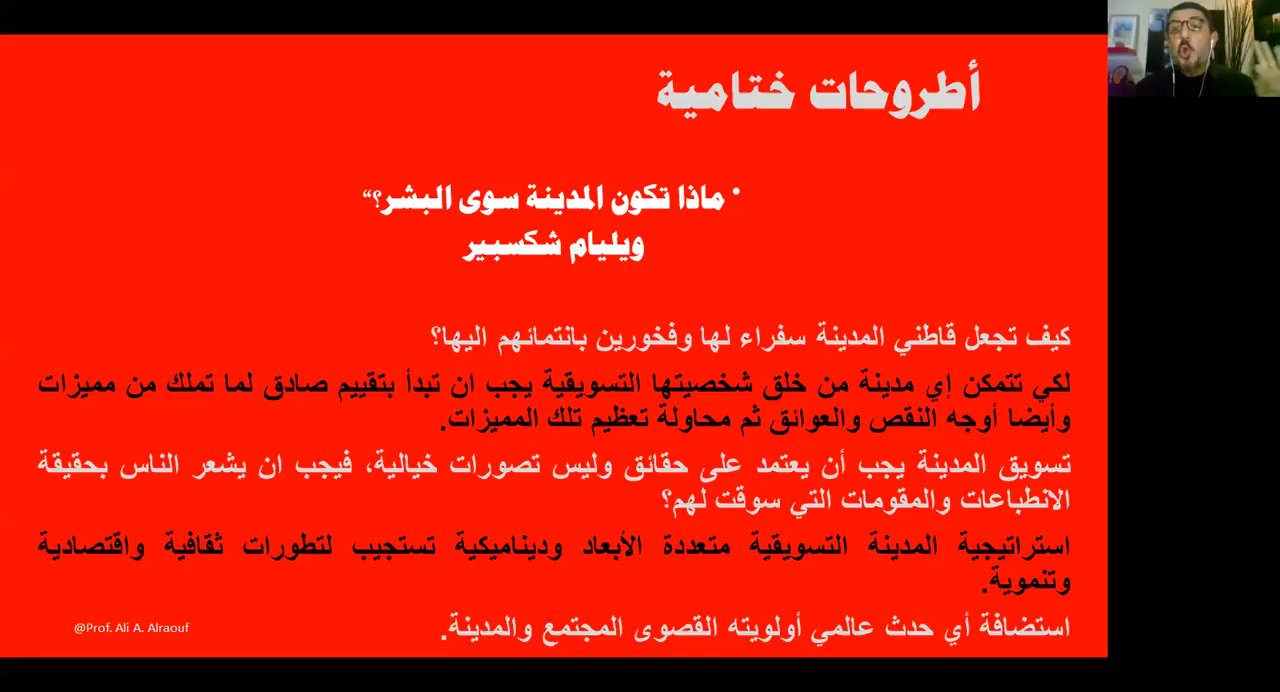 أطروحات ختامية
• ماذا تكون المدينة سوى البشر؟“
ويليام شكسبير
كيف تجعل قاطني المدينة سفراء لها وفخورين بانتمائهم اليها؟
لكي تتمكن إي مدينة من خلق شخصيتها التسويقية يجب ان تبدأ بتقييم صادق لما تملك من مميزات
وأيضا أوجه النقص والعوائق ثم محاولة تعظيم تلك المميزات.
تسويق المدينة يجب أن يعتمد على حقائق وليس تصورات خيالية، فيجب ان يشعر الناس بحقيقة
الانطباعات والمقومات التي سوقت لهم؟
استراتيجية المدينة التسويقية متعددة الأبعاد وديناميكية تستجيب لتطورات ثقافية واقتصادية
وتنموية.
استضافة أي حدث عالمي أولويته القصوى المجتمع والمدينة.
@Prof. Ali A. Alraouf